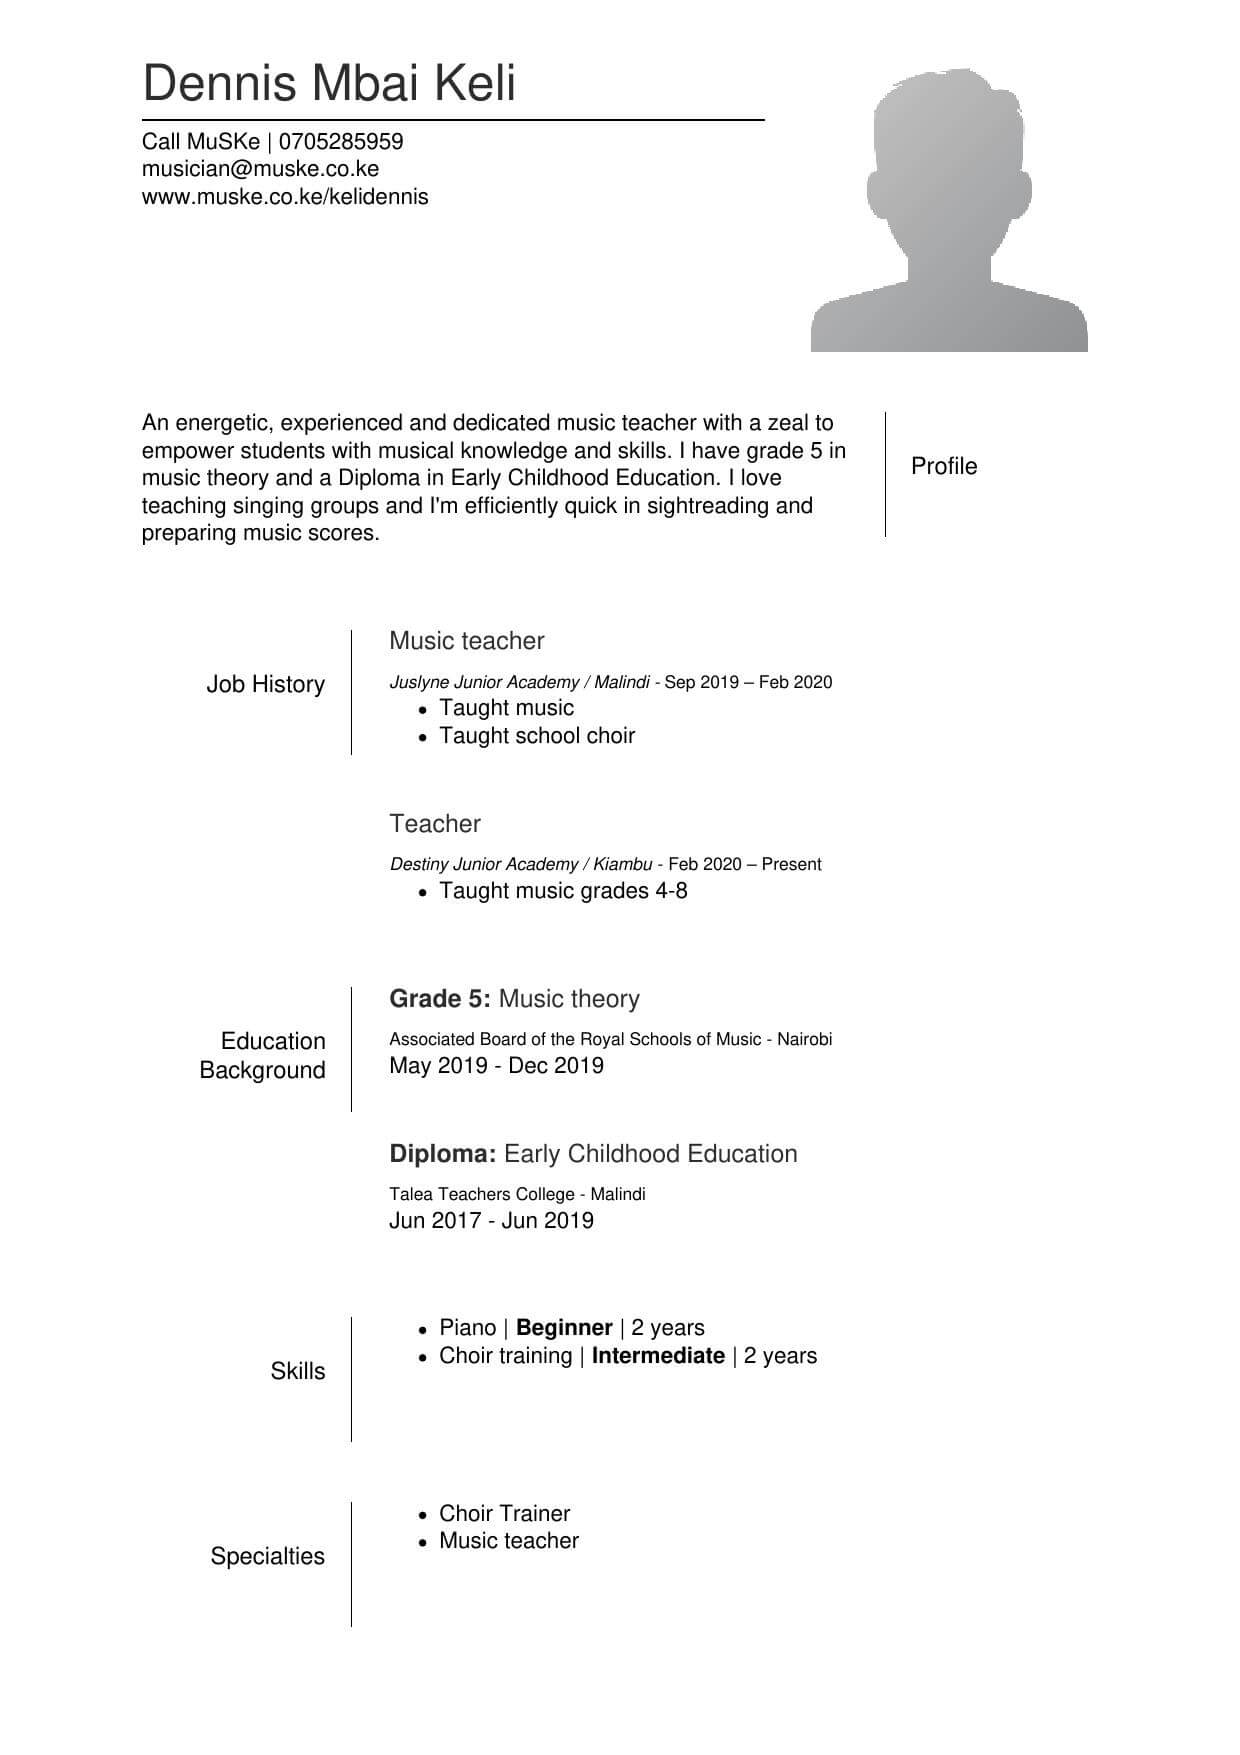 Dennis Mbai Keli
Call MuSKe | 0705285959
musician@muske.co.ke
www.muske.co.ke/kelidennis
An energetic, experienced and dedicated music teacher with a zeal to
empower students with musical knowledge and skills. I have grade 5 in
music theory and a Diploma in Early Childhood Education. I love
teaching singing groups and I'm efficiently quick in sightreading and
preparing music scores.
Profile
Job History
Music teacher
Juslyne Junior Academy / Malindi - Sep 2019 – Feb 2020
• Taught music
• Taught school choir
Teacher
Destiny Junior Academy / Kiambu - Feb 2020 – Present
• Taught music grades 4-8
Education
Background
Grade 5: Music theory
Associated Board of the Royal Schools of Music - Nairobi
May 2019 - Dec 2019
Diploma: Early Childhood Education
Talea Teachers College - Malindi
Jun 2017 - Jun 2019
Skills
• Piano | Beginner | 2 years
• Choir training | Intermediate | 2 years
Specialties
• Choir Trainer
• Music teacher